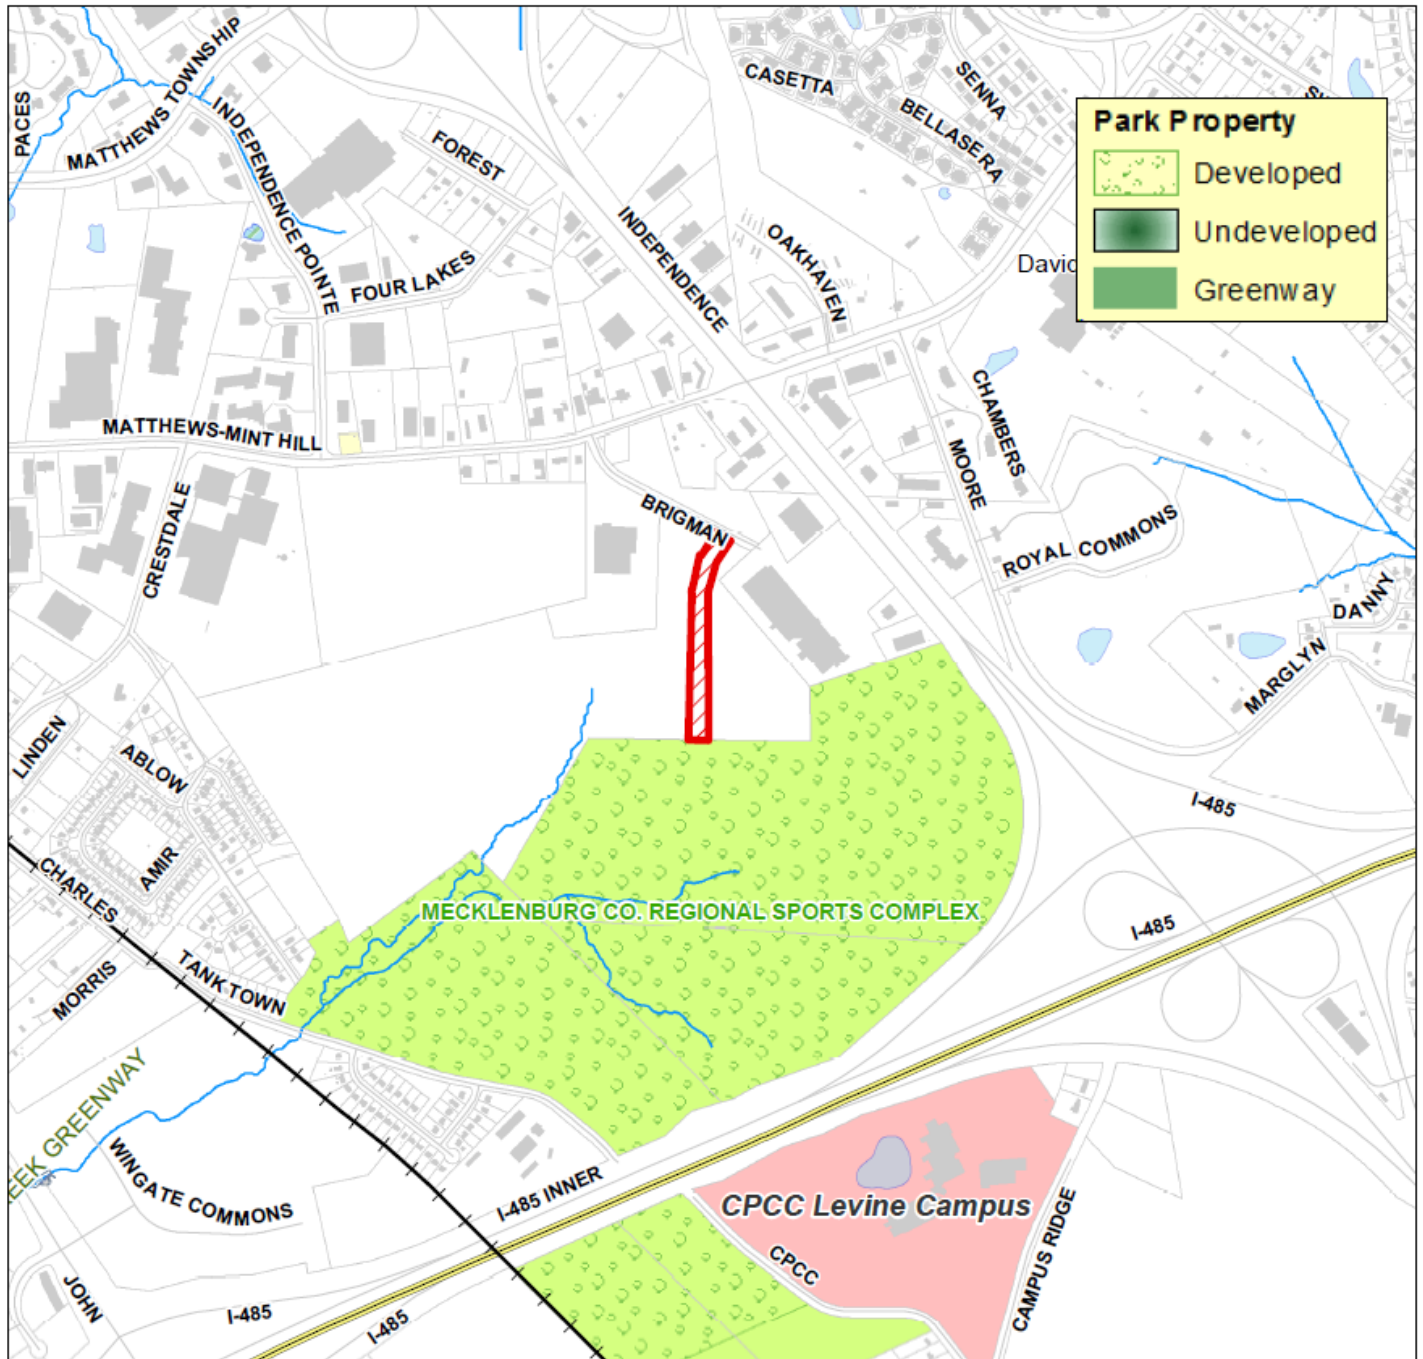 PACES
MATTHEWS TOWNSHIP
INDEPENDENCE POINTE
FOREST
FOUR LAKES
INDEPENDENCE
CASETTA
SENNA
BELLASERA
OAKHAVEN
Park Property
Developed
Undeveloped
Greenway
MATTHEWS-MINT HILL
CRESTDALE
BRIGMAN
CHAMBERS
MOORE
ROYAL COMMONS
DANNY
MARGLYN
LINDEN
ABLOW
AMIR
CHARLES
MORRIS
TANK TOWN
I-485
I-485
MECKLENBURG CO. REGIONAL SPORTS COMPLEX
EEK GREENWAY
WINGATE COMMONS
I-485 INNER
CPCC Levine Campus
CPCC
CAMPUS RIDGE
JOHN
I-485
I-485